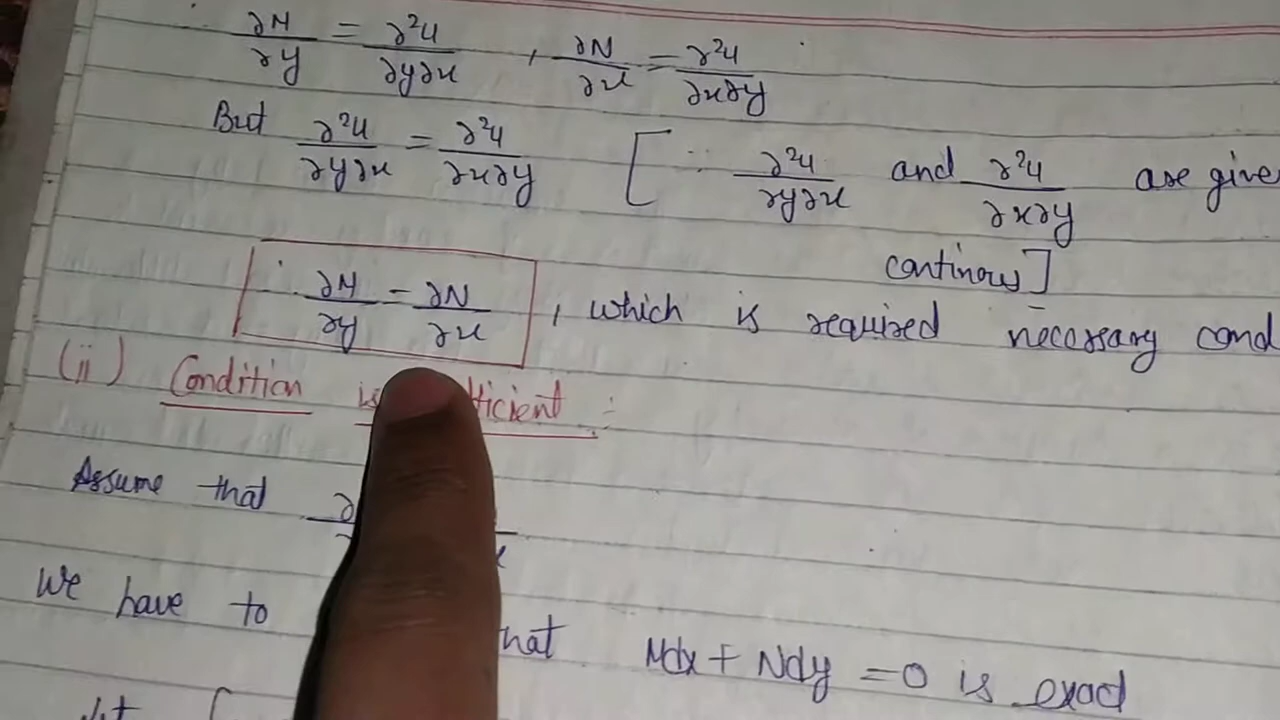 ∂M/∂y = ∂²u/∂y∂x , ∂N/∂x = ∂²u/∂x∂y
But ∂²u/∂y∂x = ∂²u/∂x∂y [ ∵ ∂²u/∂y∂x and ∂²u/∂x∂y are give
continous]
∴ ∂M/∂y = ∂N/∂x , which is required necessary cond
(ii) Condition is :
Assume that
We have to Mdx + Ndy = 0 is exact